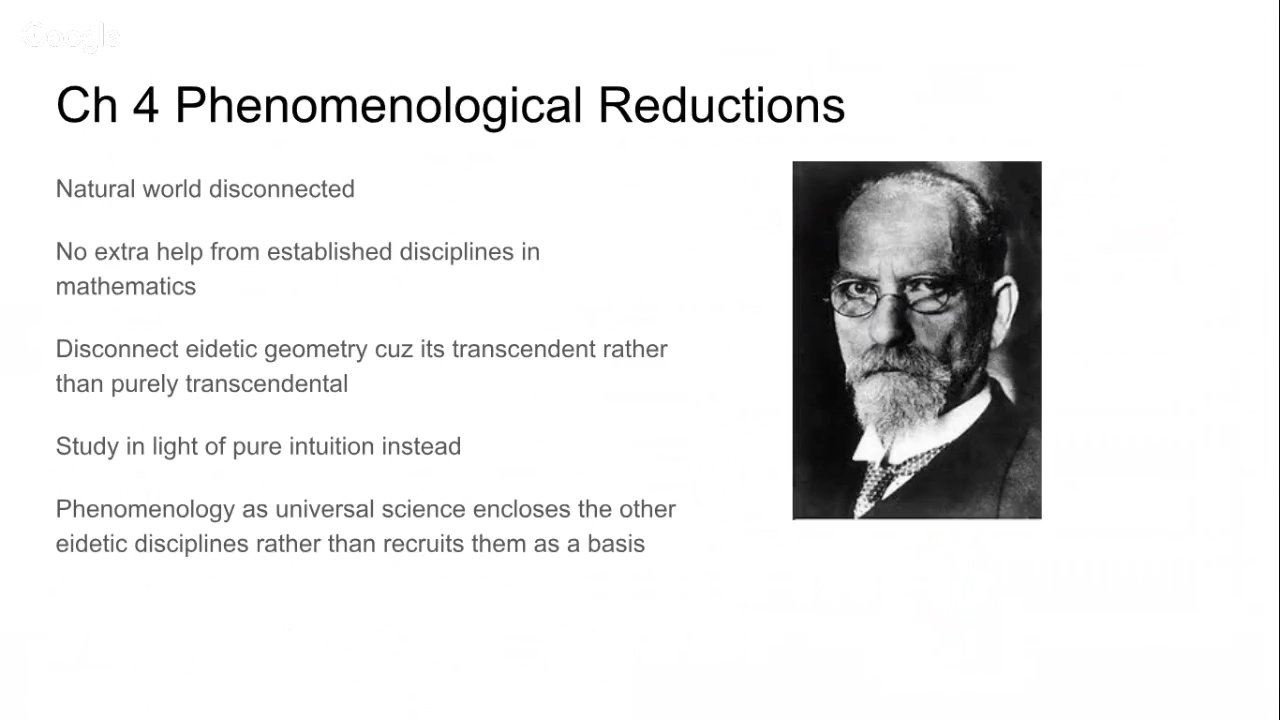 Google
Ch 4 Phenomenological Reductions
Natural world disconnected
No extra help from established disciplines in
mathematics
Disconnect eidetic geometry cuz its transcendent rather
than purely transcendental
Study in light of pure intuition instead
Phenomenology as universal science encloses the other
eidetic disciplines rather than recruits them as a basis